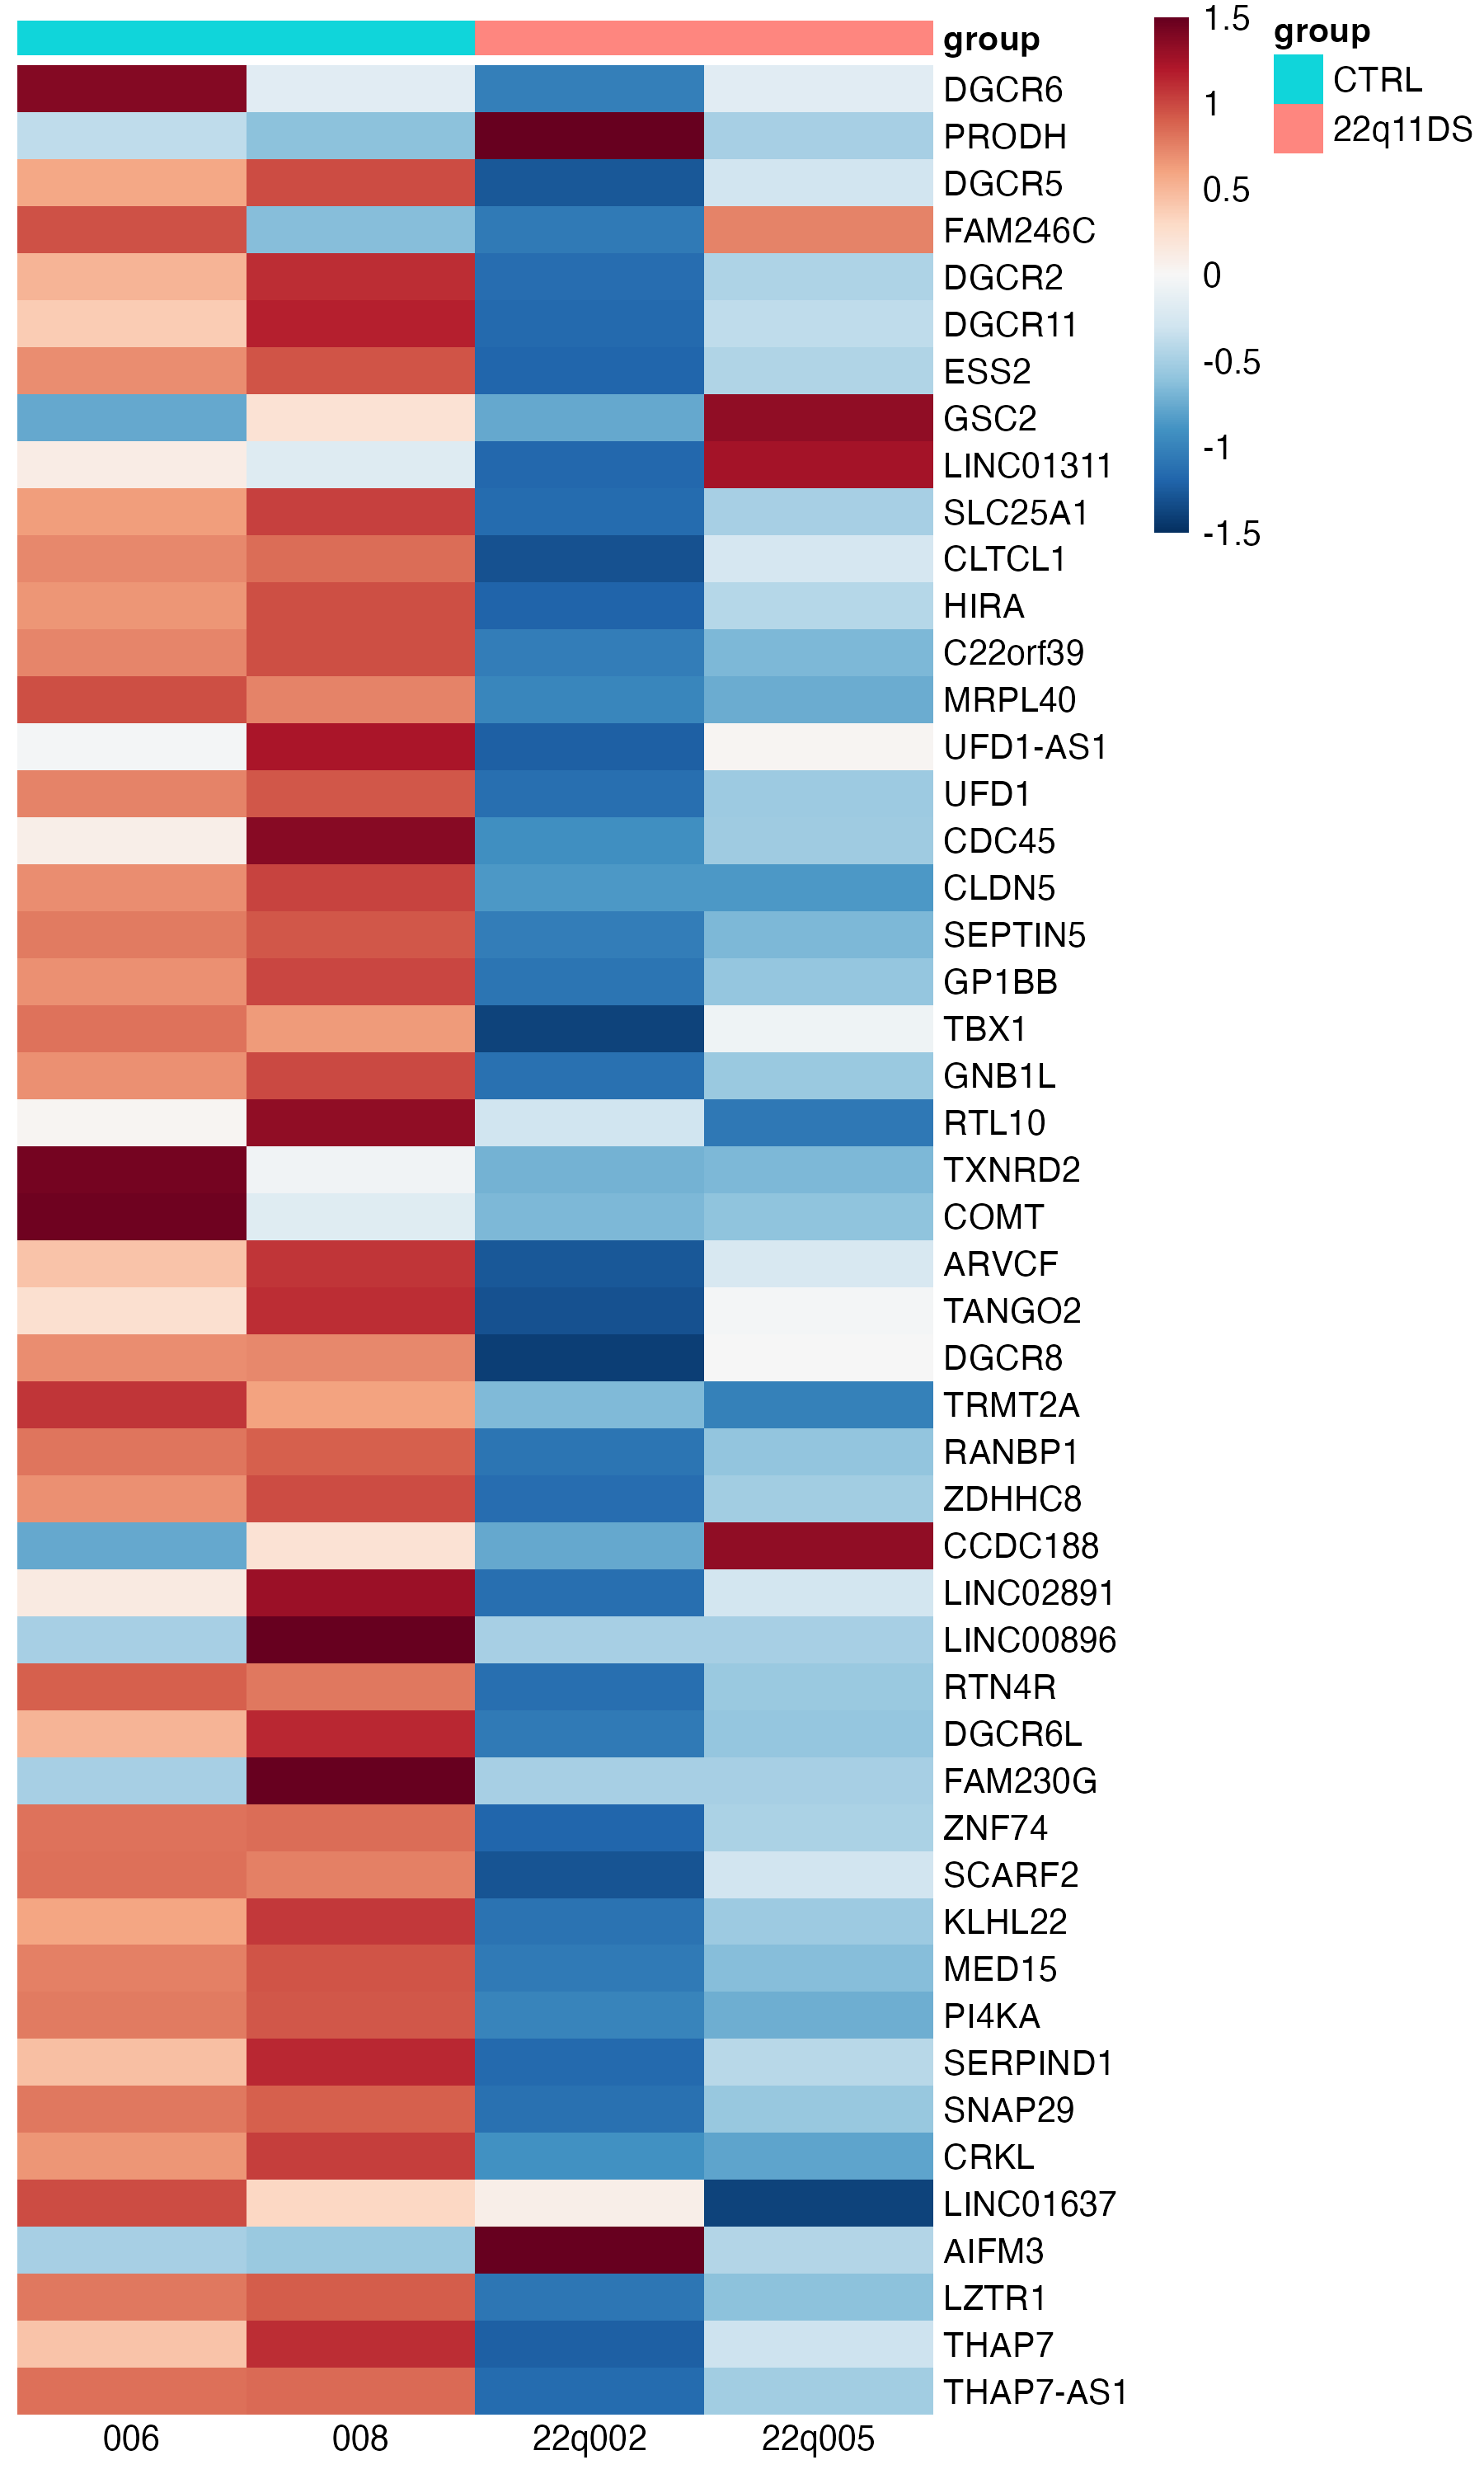 group
DGCR6
PRODH
DGCR5
FAM246C
DGCR2
DGCR11
ESS2
GSC2
LINC01311
SLC25A1
CLTCL1
HIRA
C22orf39
MRPL40
UFD1-AS1
UFD1
CDC45
CLDN5
SEPTIN5
GP1BB
TBX1
GNB1L
RTL10
TXNRD2
COMT
ARVCF
TANGO2
DGCR8
TRMT2A
RANBP1
ZDHHC8
CCDC188
LINC02891
LINC00896
RTN4R
DGCR6L
FAM230G
ZNF74
SCARF2
KLHL22
MED15
PI4KA
SERPIND1
SNAP29
CRKL
LINC01637
AIFM3
LZTR1
THAP7
THAP7-AS1
006 008 22q002 22q005
1.5
1
0.5
0
-0.5
-1
-1.5
group
CTRL
22q11DS